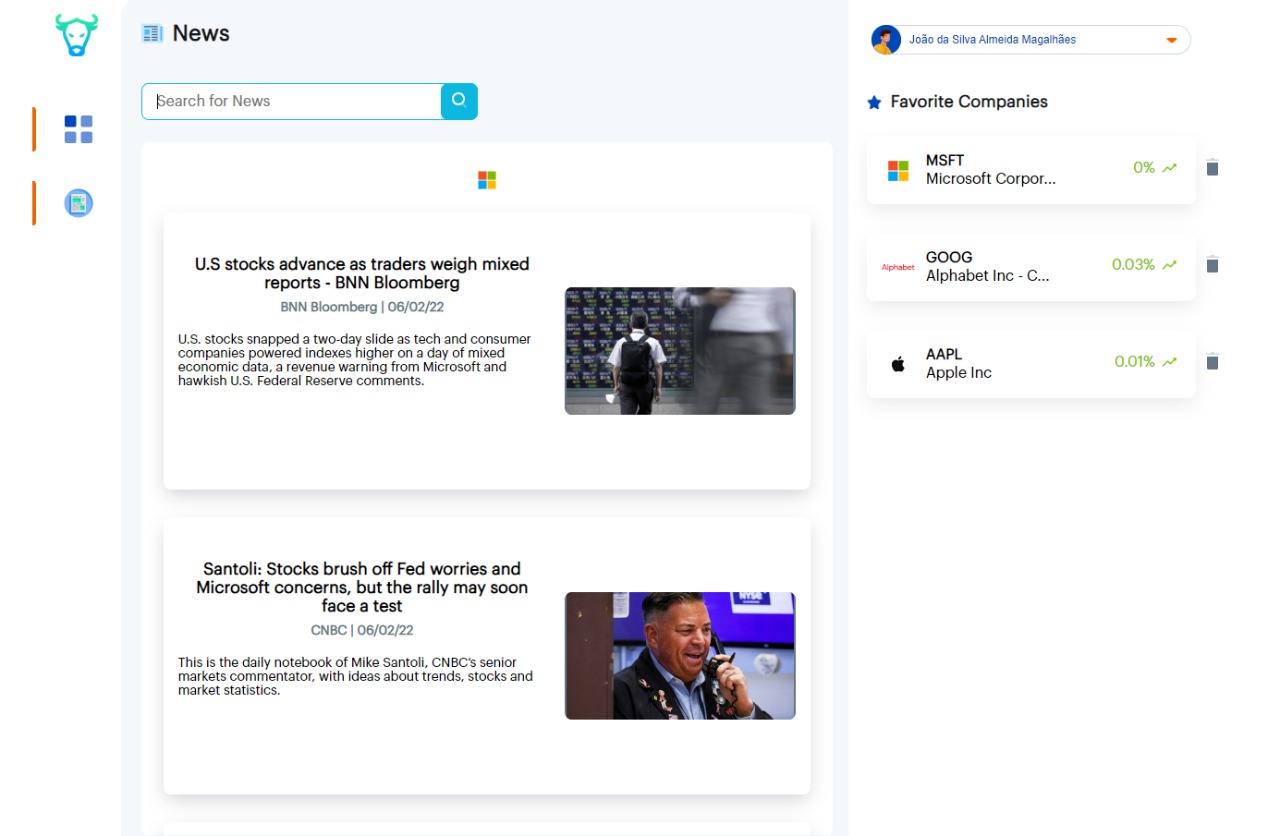 News
João da Silva Almeida Magalhães
Search for News
Favorite Companies
U.S stocks advance as traders weigh mixed
reports - BNN Bloomberg
BNN Bloomberg | 06/02/22
U.S. stocks snapped a two-day slide as tech and consumer
companies powered indexes higher on a day of mixed
economic data, a revenue warning from Microsoft and
hawkish U.S. Federal Reserve comments.
Santoli: Stocks brush off Fed worries and
Microsoft concerns, but the rally may soon
face a test
CNBC | 06/02/22
This is the daily notebook of Mike Santoli, CNBC's senior
markets commentator, with ideas about trends, stocks and
market statistics.
MSFT
Microsoft Corpor...
0%
Alphabet
GOOG
Alphabet Inc - C...
0.03%
AAPL
Apple Inc
0.01%